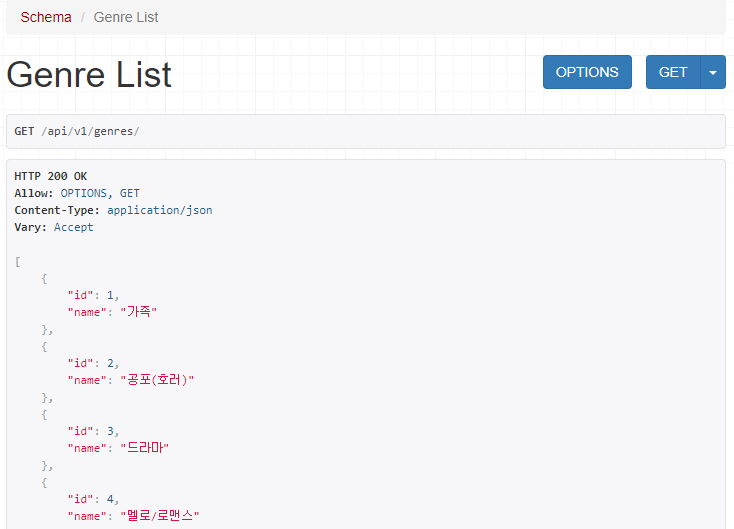 Schema / Genre List
Genre List
OPTIONS
GET
GET /api/v1/genres/
HTTP 200 OK
Allow: OPTIONS, GET
Content-Type: application/json
Vary: Accept
[
    {
        "id": 1,
        "name": "가족"
    },
    {
        "id": 2,
        "name": "공포(호러)"
    },
    {
        "id": 3,
        "name": "드라마"
    },
    {
        "id": 4,
        "name": "멜로/로맨스"